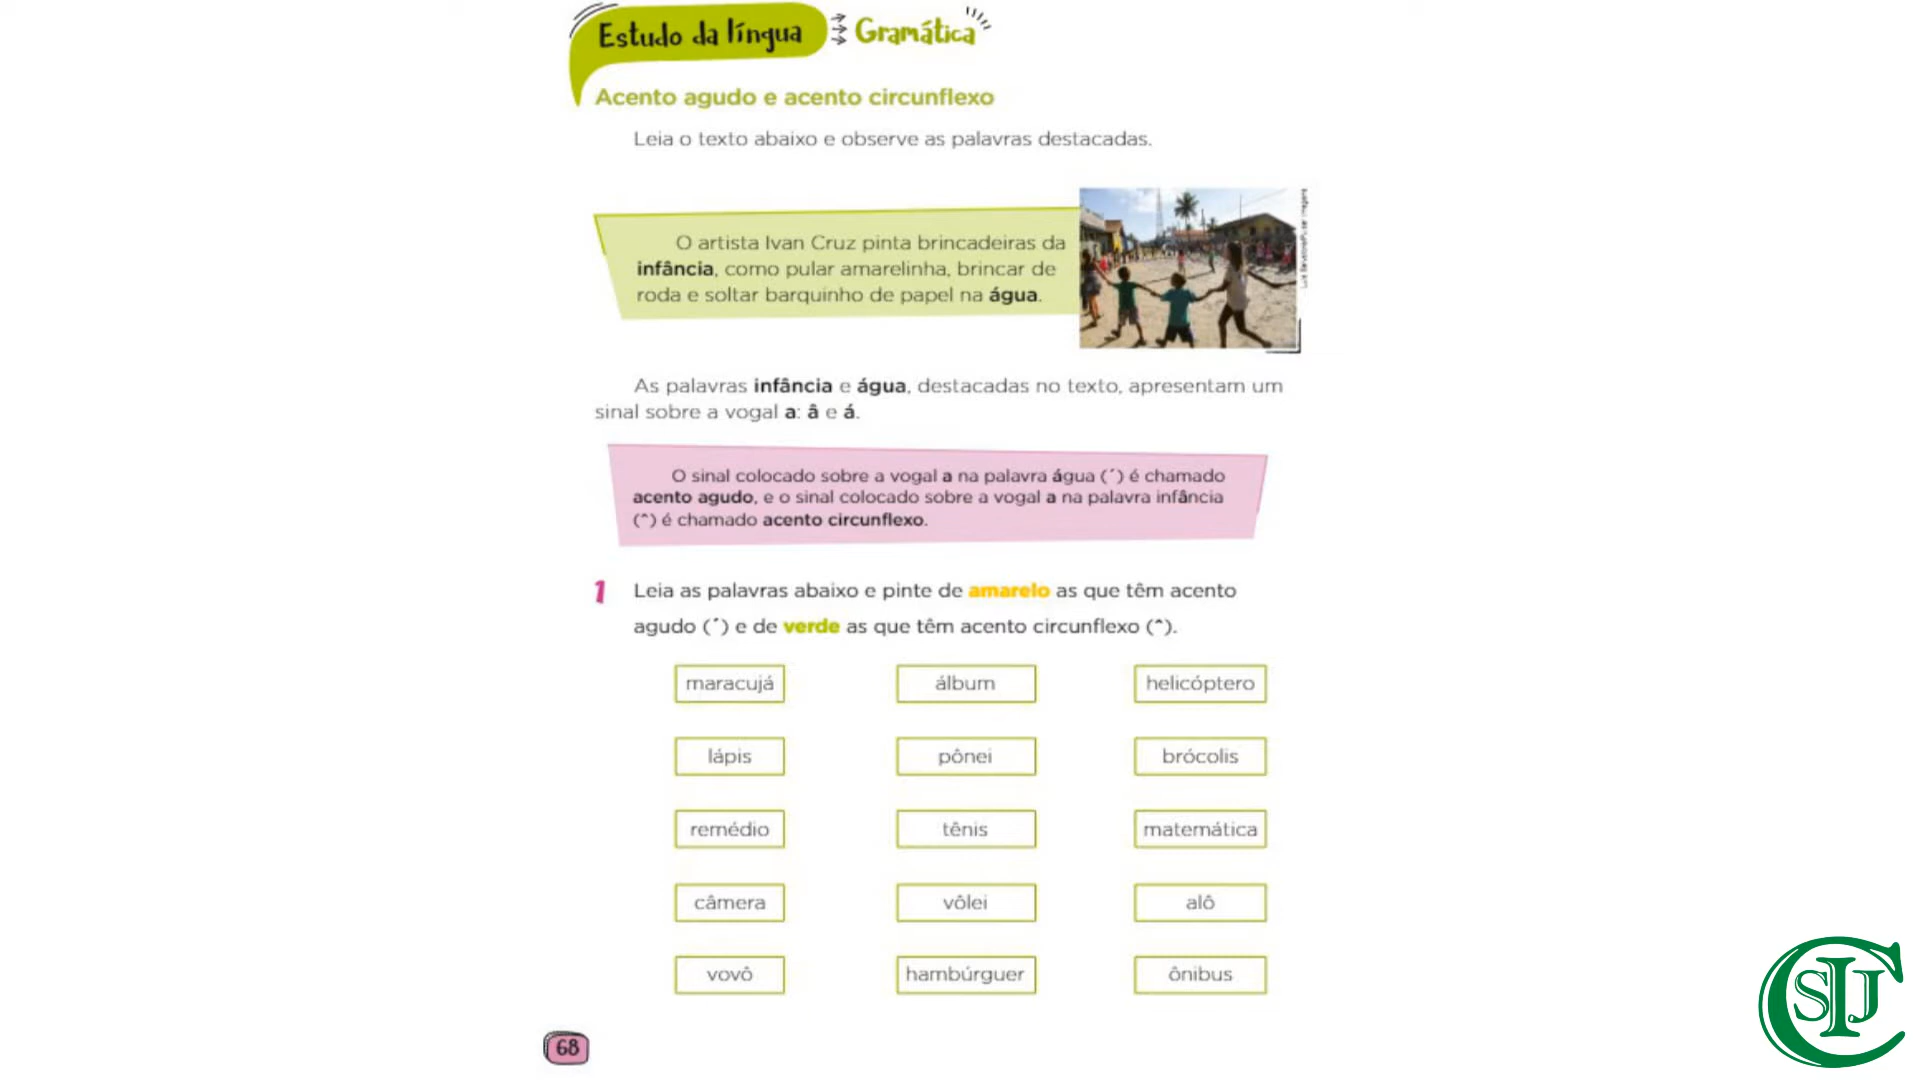 Estudo da língua Gramática
Acento agudo e acento circunflexo
Leia o texto abaixo e observe as palavras destacadas.
O artista Ivan Cruz pinta brincadeiras da
infância, como pular amarelinha, brincar de
roda e soltar barquinho de papel na água.
As palavras infância e água, destacadas no texto, apresentam um
sinal sobre a vogal a: â e á.
O sinal colocado sobre a vogal a na palavra água (´) é chamado
acento agudo, e o sinal colocado sobre a vogal a na palavra infância
(^) é chamado acento circunflexo.
1 Leia as palavras abaixo e pinte de amarelo as que têm acento
agudo (´) e de verde as que têm acento circunflexo (^).
maracujá álbum helicóptero
lápis pônei brócolis
remédio tênis matemática
câmera vôlei alô
vovô hambúrguer ônibus
68
CSIJ